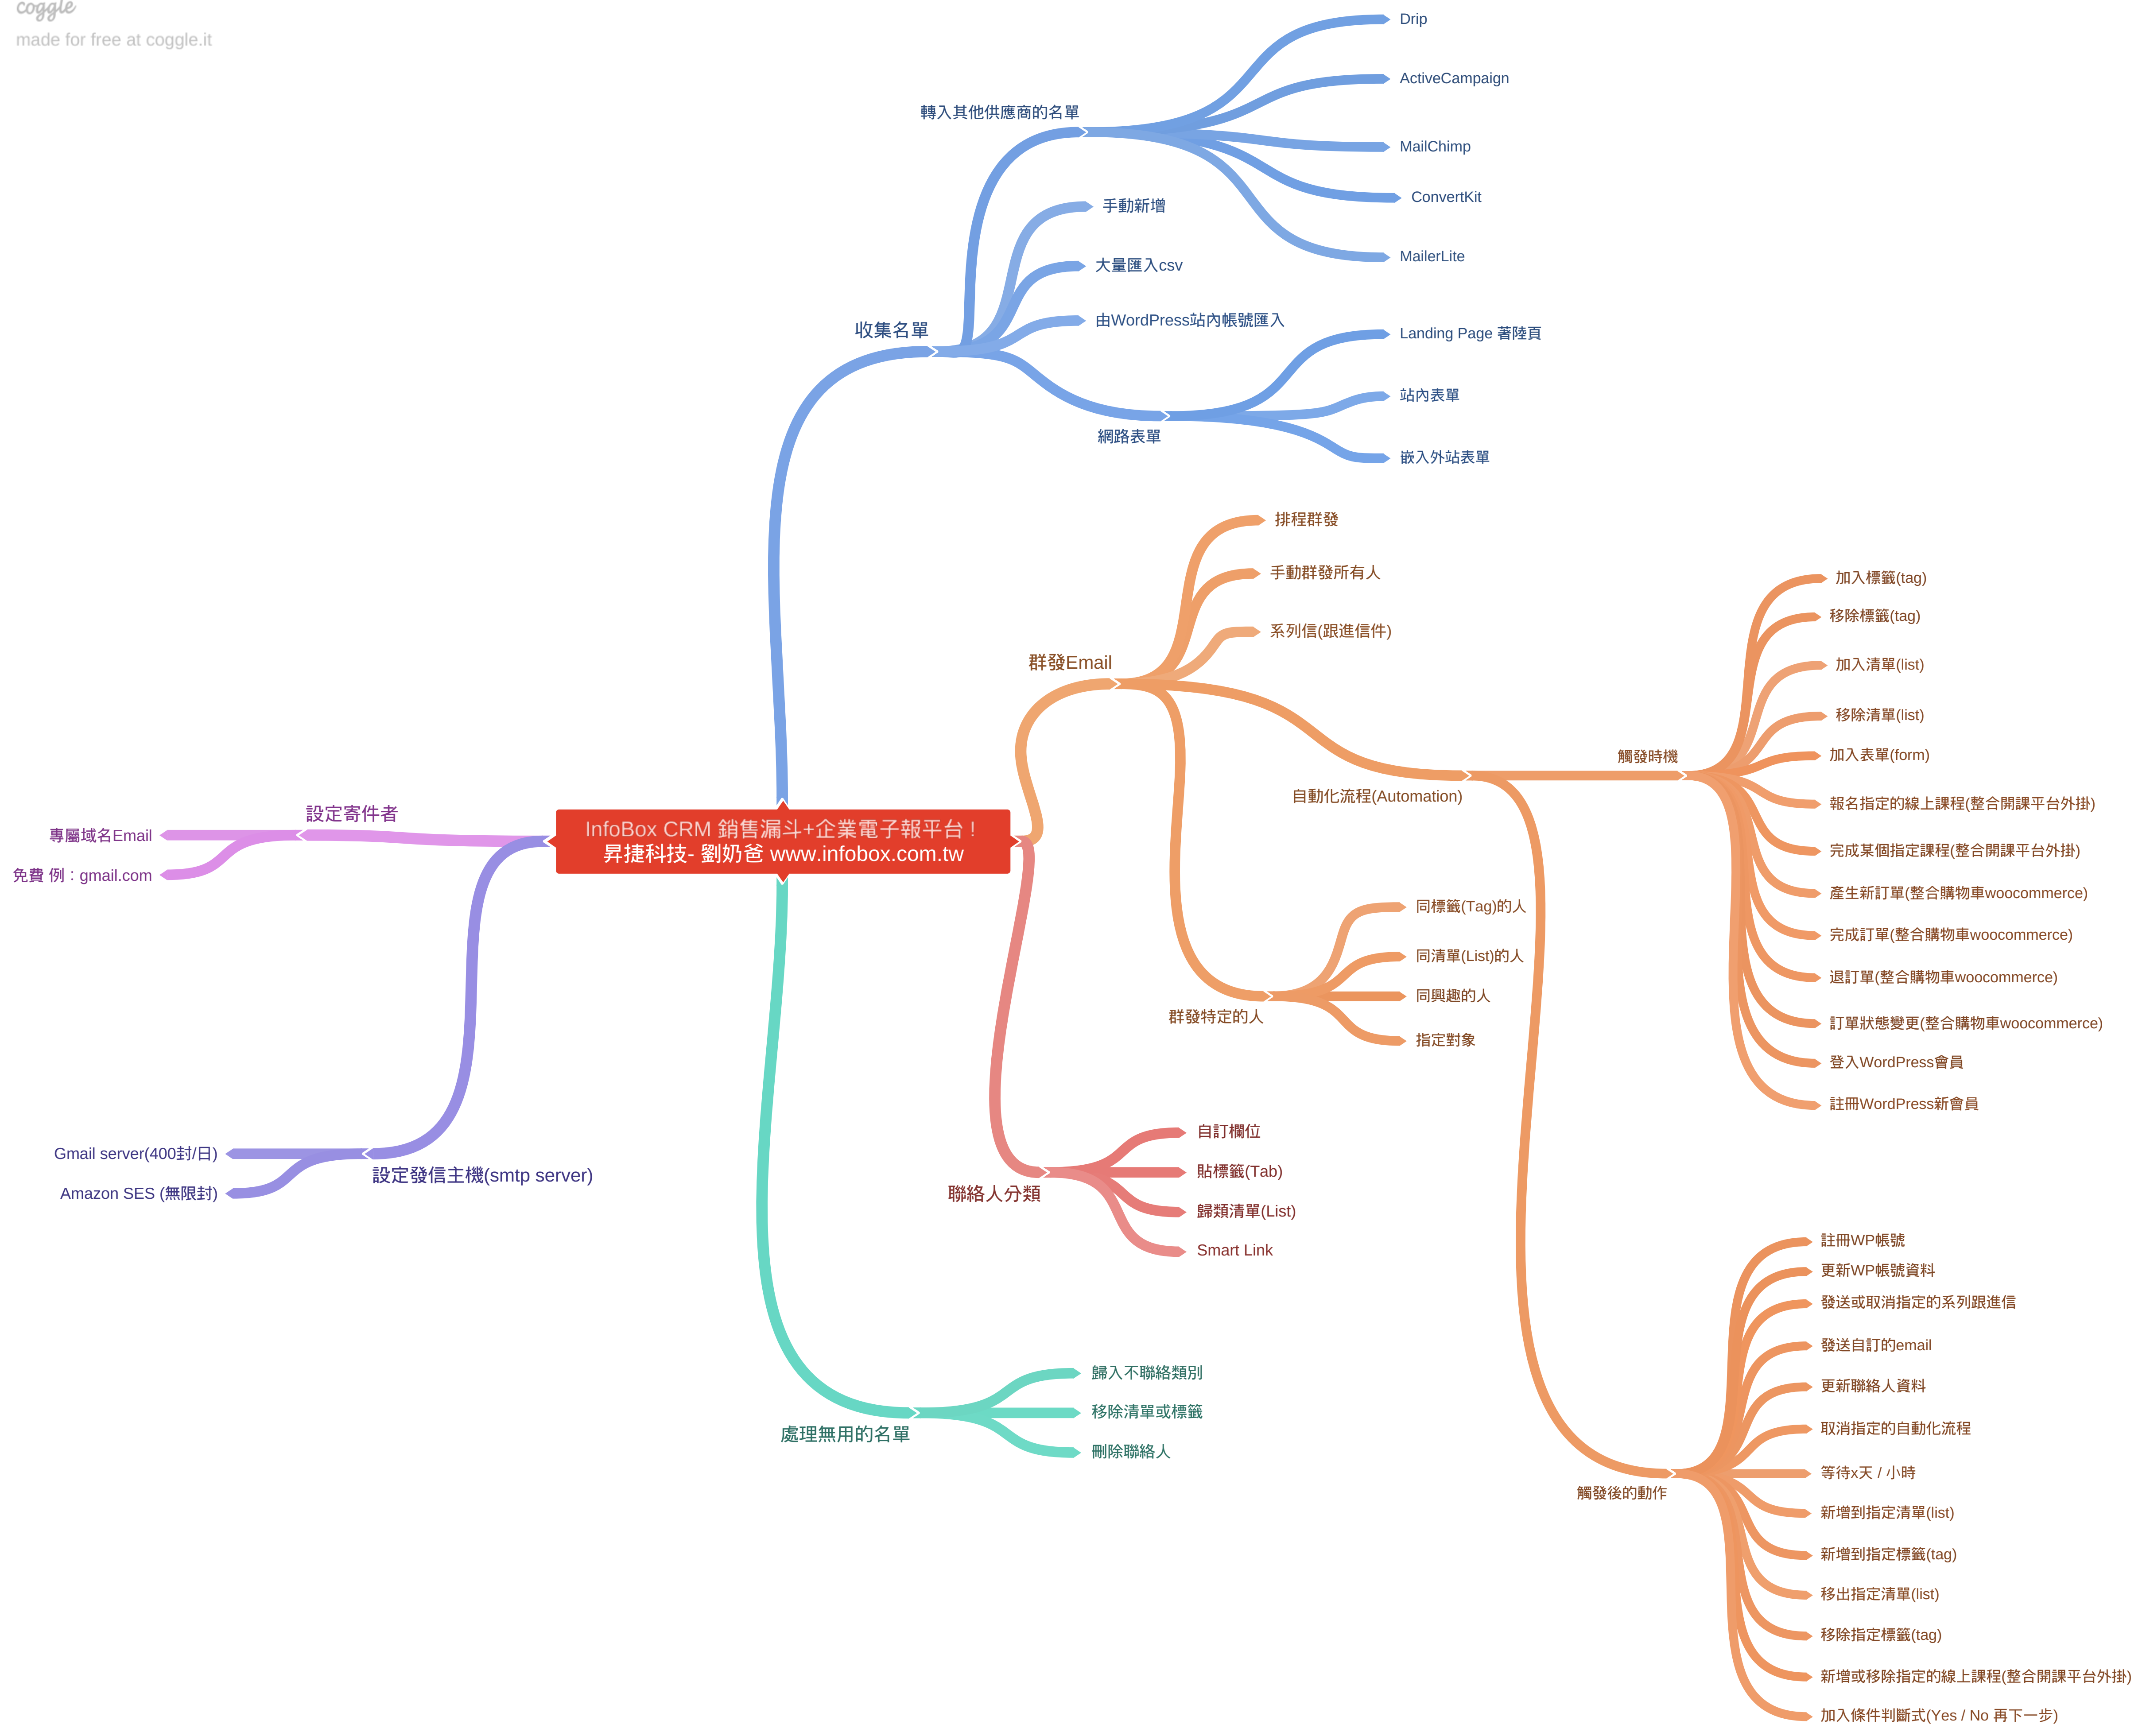 coggle
made for free at coggle.it
InfoBox CRM 銷售漏斗+企業電子報平台！
昇捷科技- 劉奶爸 www.infobox.com.tw
收集名單
轉入其他供應商的名單
Drip
ActiveCampaign
MailChimp
ConvertKit
MailerLite
手動新增
大量匯入csv
由WordPress站內帳號匯入
網路表單
Landing Page 著陸頁
站內表單
嵌入外站表單
群發Email
排程群發
手動群發所有人
系列信(跟進信件)
自動化流程(Automation)
觸發時機
加入標籤(tag)
移除標籤(tag)
加入清單(list)
移除清單(list)
加入表單(form)
報名指定的線上課程(整合開課平台外掛)
完成某個指定課程(整合開課平台外掛)
產生新訂單(整合購物車woocommerce)
完成訂單(整合購物車woocommerce)
退訂單(整合購物車woocommerce)
訂單狀態變更(整合購物車woocommerce)
登入WordPress會員
註冊WordPress新會員
觸發後的動作
註冊WP帳號
更新WP帳號資料
發送或取消指定的系列跟進信
發送自訂的email
更新聯絡人資料
取消指定的自動化流程
等待x天 / 小時
新增到指定清單(list)
新增到指定標籤(tag)
移出指定清單(list)
移除指定標籤(tag)
新增或移除指定的線上課程(整合開課平台外掛)
加入條件判斷式(Yes / No 再下一步)
群發特定的人
同標籤(Tag)的人
同清單(List)的人
同興趣的人
指定對象
聯絡人分類
自訂欄位
貼標籤(Tab)
歸類清單(List)
Smart Link
處理無用的名單
歸入不聯絡類別
移除清單或標籤
刪除聯絡人
設定寄件者
專屬域名Email
免費 例：gmail.com
設定發信主機(smtp server)
Gmail server(400封/日)
Amazon SES (無限封)